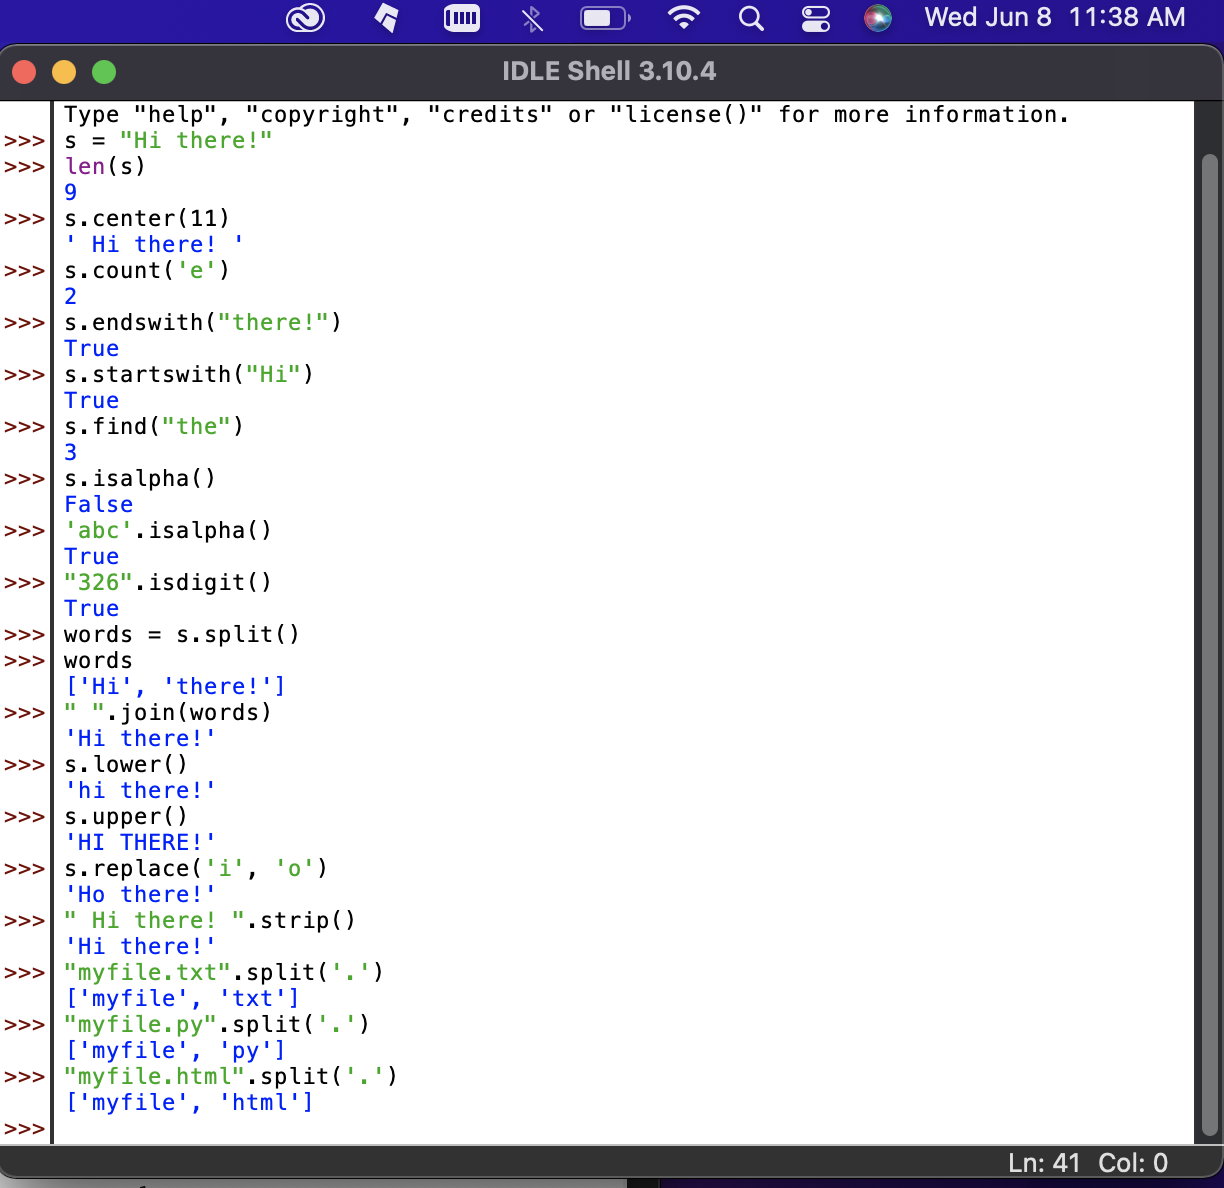 Wed Jun 8 11:38 AM
IDLE Shell 3.10.4
Type "help", "copyright", "credits" or "license()" for more information.
>>> s = "Hi there!"
>>> len(s)
9
>>> s.center(11)
' Hi there! '
>>> s.count('e')
2
>>> s.endswith("there!")
True
>>> s.startswith("Hi")
True
>>> s.find("the")
3
>>> s.isalpha()
False
>>> 'abc'.isalpha()
True
>>> "326".isdigit()
True
>>> words = s.split()
>>> words
['Hi', 'there!']
>>> " ".join(words)
'Hi there!'
>>> s.lower()
'hi there!'
>>> s.upper()
'HI THERE!'
>>> s.replace('i', 'o')
'Ho there!'
>>> " Hi there! ".strip()
'Hi there!'
>>> "myfile.txt".split('.')
['myfile', 'txt']
>>> "myfile.py".split('.')
['myfile', 'py']
>>> "myfile.html".split('.')
['myfile', 'html']
>>>
Ln: 41 Col: 0